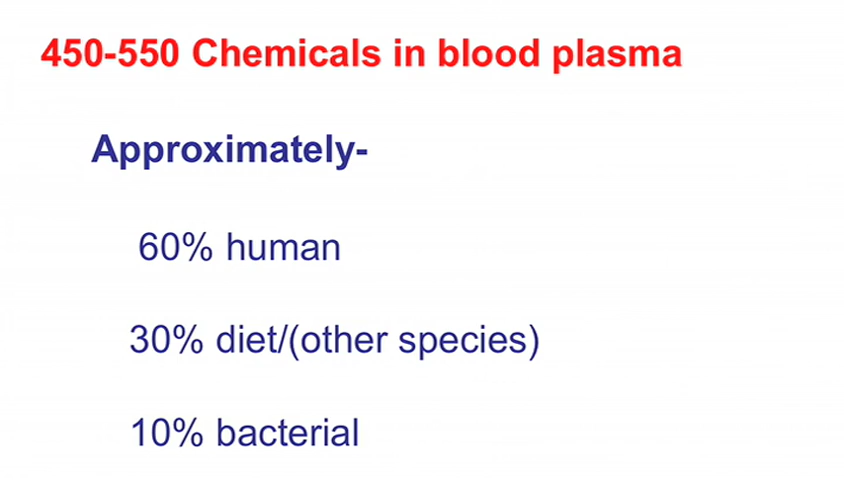 450-550 Chemicals in blood plasma
Approximately-
60% human
30% diet/(other species)
10% bacterial